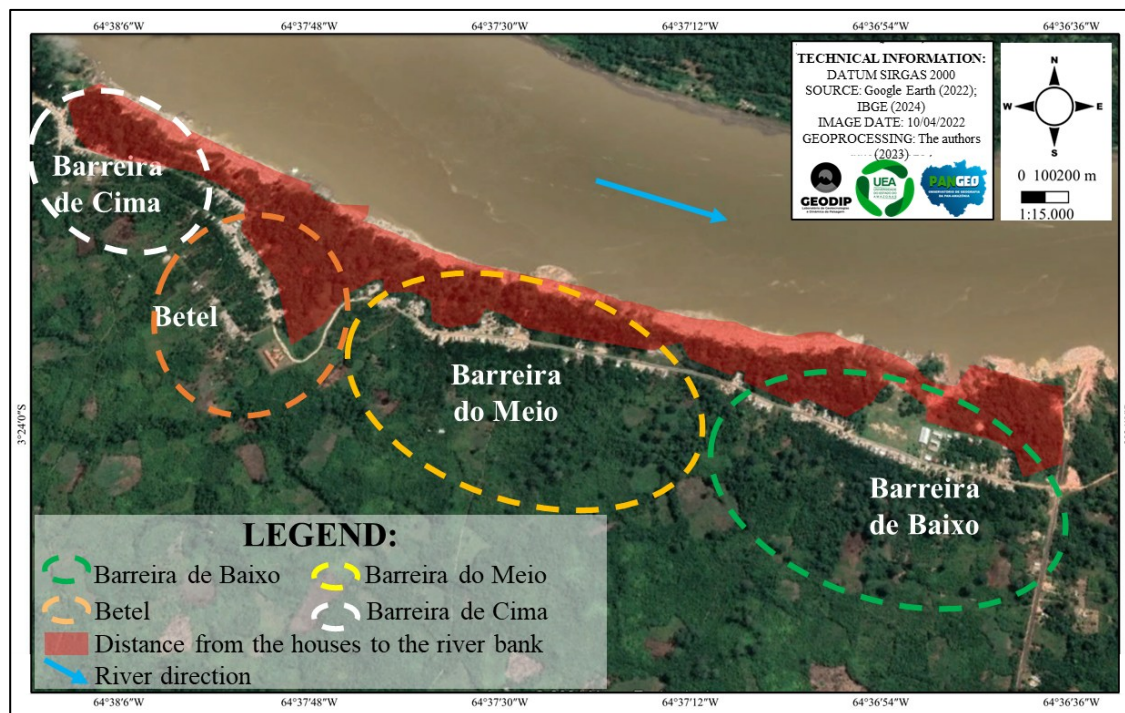 64°38'6"W 64°37'48"W 64°37'30"W 64°37'12"W 64°36'54"W 64°36'36"W
TECHNICAL INFORMATION:
DATUM SIRGAS 2000
SOURCE: Google Earth (2022);
IBGE (2024)
IMAGE DATE: 10/04/2022
GEOPROCESSING: The authors
(2023)
GEODIP
UEA
PANGEO
N
W E
S
0 100200 m
1:15.000
Barreira
de Cima
Betel
Barreira
do Meio
Barreira
de Baixo
3°24'0"S
LEGEND:
Barreira de Baixo
Barreira do Meio
Betel
Barreira de Cima
Distance from the houses to the river bank
River direction
64°38'6"W 64°37'48"W 64°37'30"W 64°37'12"W 64°36'54"W 64°36'36"W